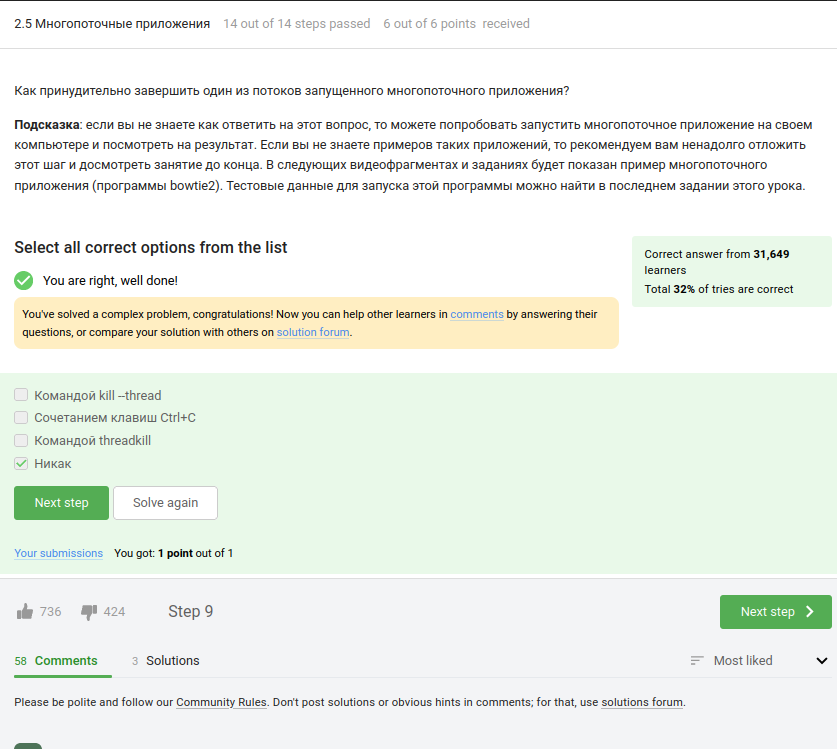 2.5 Многопоточные приложения 14 out of 14 steps passed 6 out of 6 points received
Как принудительно завершить один из потоков запущенного многопоточного приложения?
Подсказка: если вы не знаете как ответить на этот вопрос, то можете попробовать запустить многопоточное приложение на своем
компьютере и посмотреть на результат. Если вы не знаете примеров таких приложений, то рекомендуем вам ненадолго отложить
этот шаг и досмотреть занятие до конца. В следующих видеофрагментах и заданиях будет показан пример многопоточного
приложения (программы bowtie2). Тестовые данные для запуска этой программы можно найти в последнем задании этого урока.
Select all correct options from the list
You are right, well done!
You've solved a complex problem, congratulations! Now you can help other learners in comments by answering their
questions, or compare your solution with others on solution forum.
Correct answer from 31,649
learners
Total 32% of tries are correct
Командой kill --thread
Сочетанием клавиш Ctrl+C
Командой threadkill
Никак
Next step Solve again
Your submissions You got: 1 point out of 1
736 424 Step 9 Next step
58 Comments 3 Solutions Most liked
Please be polite and follow our Community Rules. Don't post solutions or obvious hints in comments; for that, use solutions forum.